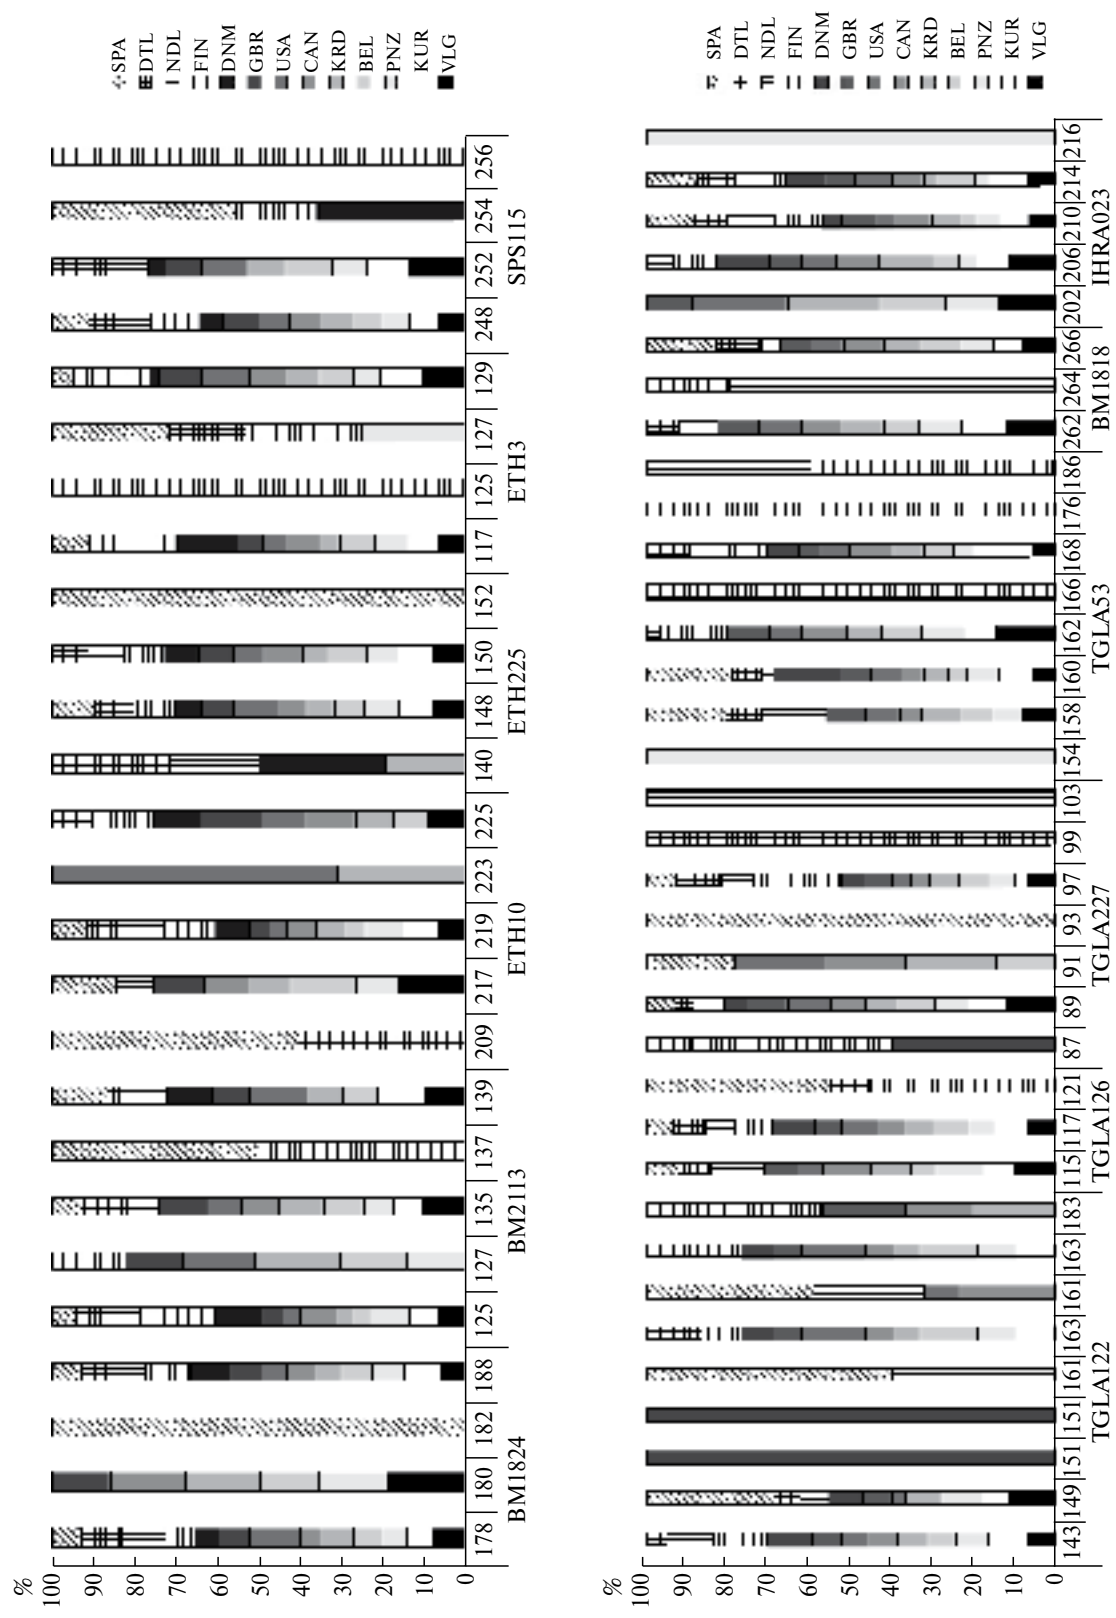 %
100
90
80
70
60
50
40
30
20
10
0
178
180
182
188
BM1824
125
127
135
137
139
BM2113
209
217
219
223
225
ETH10
140
148
150
152
ETH225
117
125
127
129
ETH3
248
252
254
256
SPS115
SPA
DTL
NDL
FIN
DNM
GBR
USA
CAN
KRD
BEL
PNZ
KUR
VLG
%
100
90
80
70
60
50
40
30
20
10
0
143
149
151
151
161
163
161
163
183
TGLA122
115
117
121
TGLA126
87
89
91
93
97
99
103
TGLA227
154
158
160
162
166
168
176
186
TGLA53
262
264
266
BM1818
202
206
210
214
216
IHRA023
SPA
DTL
NDL
FIN
DNM
GBR
USA
CAN
KRD
BEL
PNZ
KUR
VLG